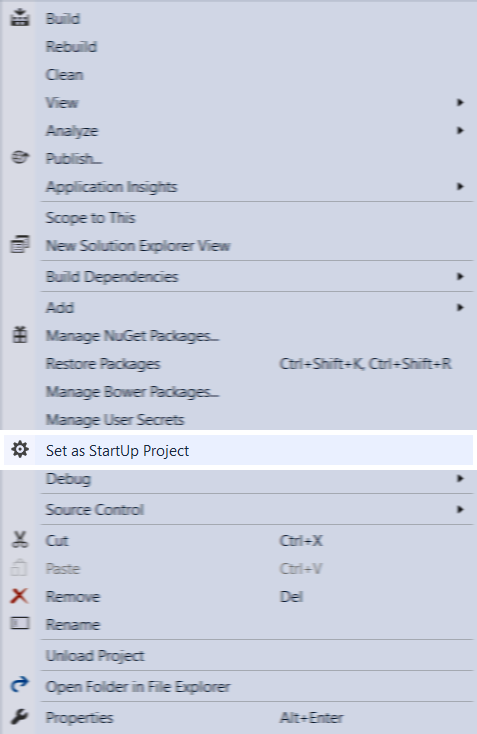 Build
Rebuild
Clean
View
Analyze
Publish...
Application Insights
Scope to This
New Solution Explorer View
Build Dependencies
Add
Manage NuGet Packages...
Restore Packages Ctrl+Shift+K, Ctrl+Shift+R
Manage Bower Packages...
Manage User Secrets
Set as StartUp Project
Debug
Source Control
Cut Ctrl+X
Paste Ctrl+V
Remove Del
Rename
Unload Project
Open Folder in File Explorer
Properties Alt+Enter